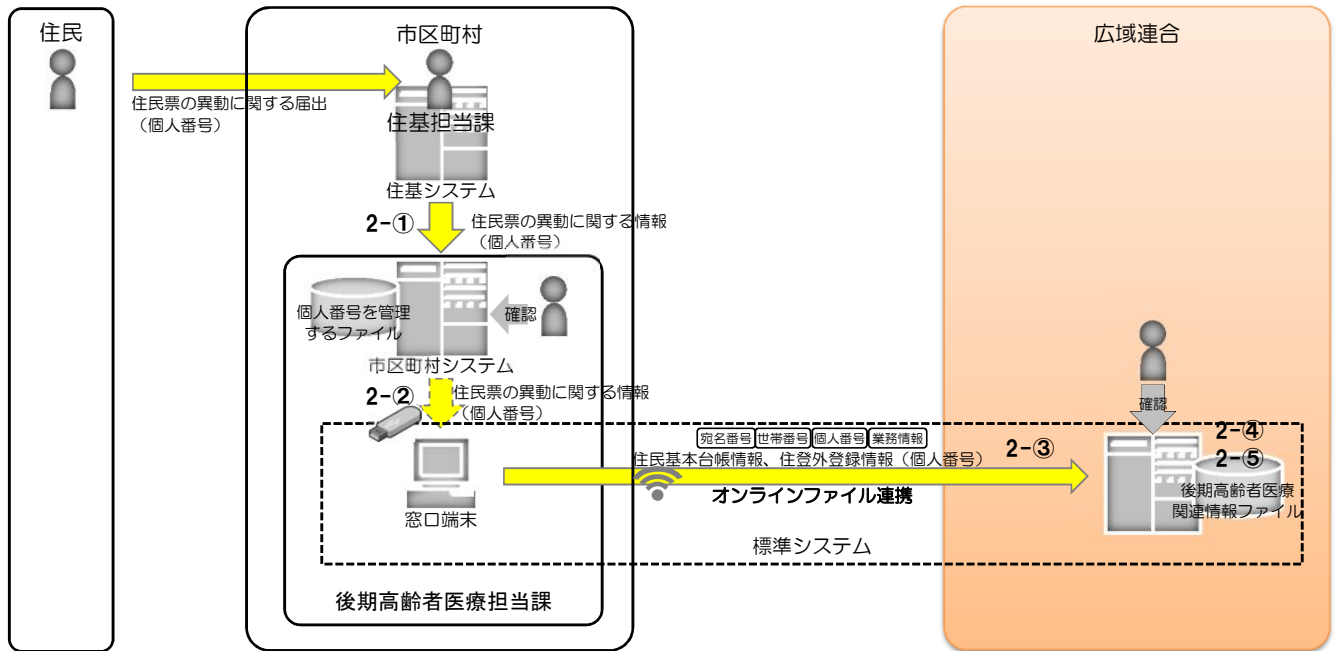 住民
市区町村
広域連合
住民票の異動に関する届出
（個人番号）
住基担当課
住基システム
2-①
住民票の異動に関する情報
（個人番号）
個人番号を管理
するファイル
確認
市区町村システム
2-②
住民票の異動に関する情報
（個人番号）
確認
宛名番号 世帯番号 個人番号 業務情報
住民基本台帳情報、住登外登録情報（個人番号）
2-③
2-④
2-⑤
オンラインファイル連携
後期高齢者医療
関連情報ファイル
窓口端末
標準システム
後期高齢者医療担当課